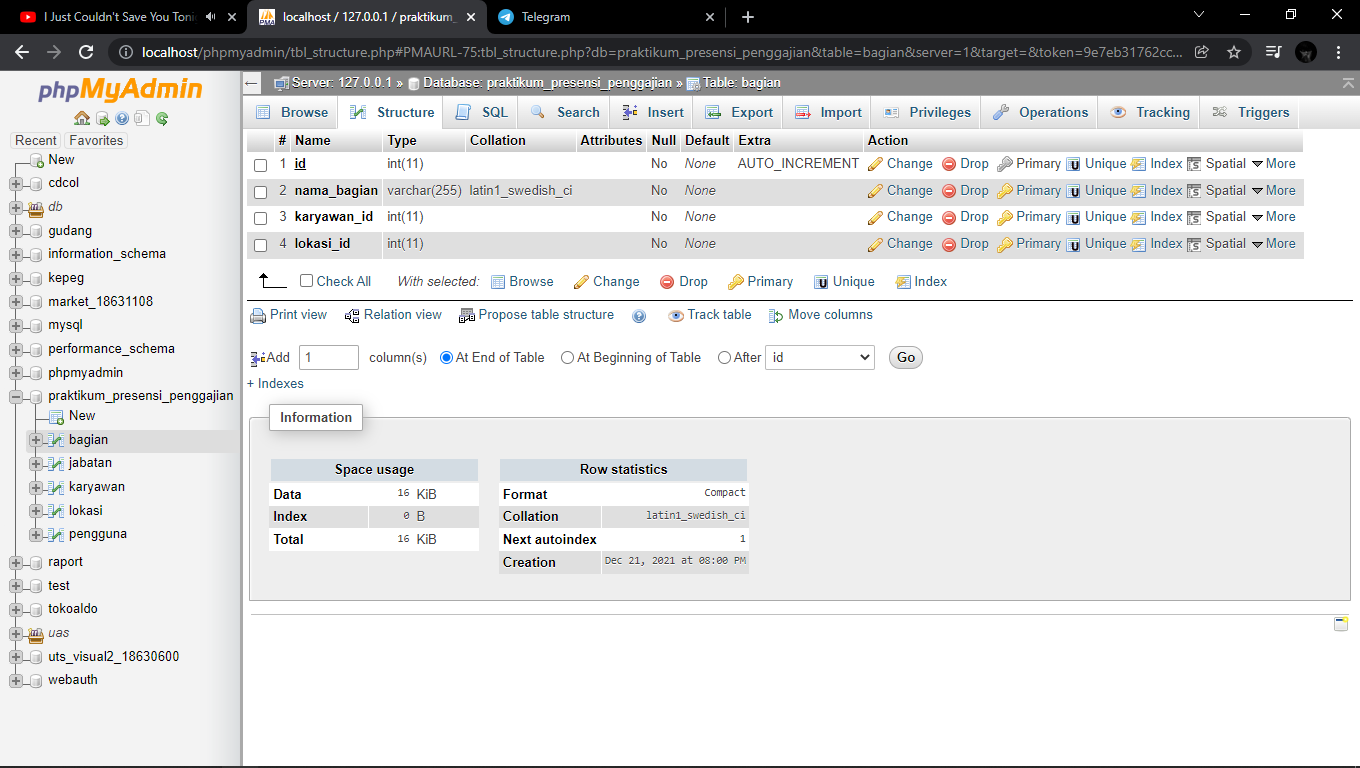 I Just Couldn't Save You Toni
localhost / 127.0.0.1 / praktikum_
Telegram
localhost/phpmyadmin/tbl_structure.php#PMAURL-75:tbl_structure.php?db=praktikum_presensi_penggajian&table=bagian&server=1&target=&token=9e7eb31762cc...
phpMyAdmin
Recent Favorites
New
cdcol
db
gudang
information_schema
kepeg
market_18631108
mysql
performance_schema
phpmyadmin
praktikum_presensi_penggajian
New
bagian
jabatan
karyawan
lokasi
pengguna
raport
test
tokoaldo
uas
uts_visual2_18630600
webauth
Server: 127.0.0.1 » Database: praktikum_presensi_penggajian » Table: bagian
Browse Structure SQL Search Insert Export Import Privileges Operations Tracking Triggers
# Name Type Collation Attributes Null Default Extra Action
1 id int(11) No None AUTO_INCREMENT Change Drop Primary Unique Index Spatial More
2 nama_bagian varchar(255) latin1_swedish_ci No None Change Drop Primary Unique Index Spatial More
3 karyawan_id int(11) No None Change Drop Primary Unique Index Spatial More
4 lokasi_id int(11) No None Change Drop Primary Unique Index Spatial More
Check All With selected: Browse Change Drop Primary Unique Index
Print view Relation view Propose table structure Track table Move columns
Add 1 column(s) At End of Table At Beginning of Table After id Go
+ Indexes
Information
Space usage
Data 16 KiB
Index 0 B
Total 16 KiB
Row statistics
Format Compact
Collation latin1_swedish_ci
Next autoindex 1
Creation Dec 21, 2021 at 08:00 PM